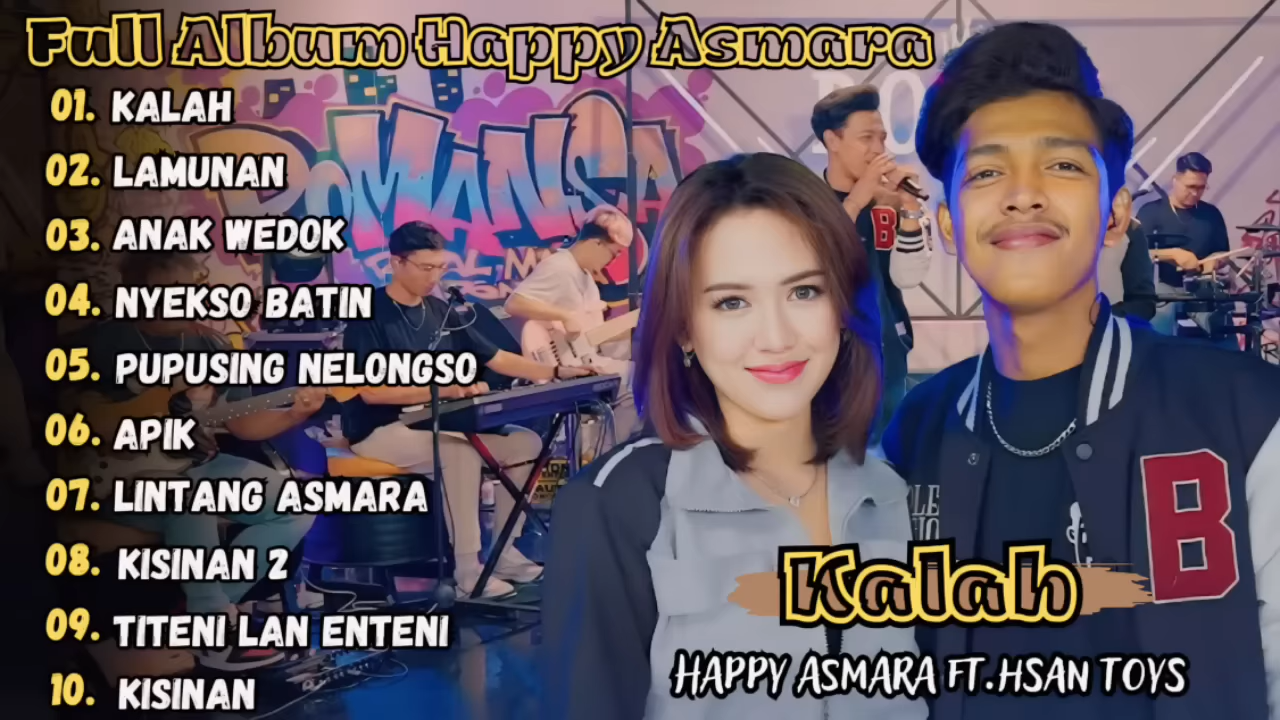 Full Album Happy Asmara
01. KALAH
02. LAMUNAN
03. ANAK WEDOK
04. NYEKSO BATIN
05. PUPUSING NELONGSO
06. APIK
07. LINTANG ASMARA
08. KISINAN 2
09. TITENI LAN ENTENI
10. KISINAN
ROMANSA
B
B
Kalah
HAPPY ASMARA FT.HSAN TOYS